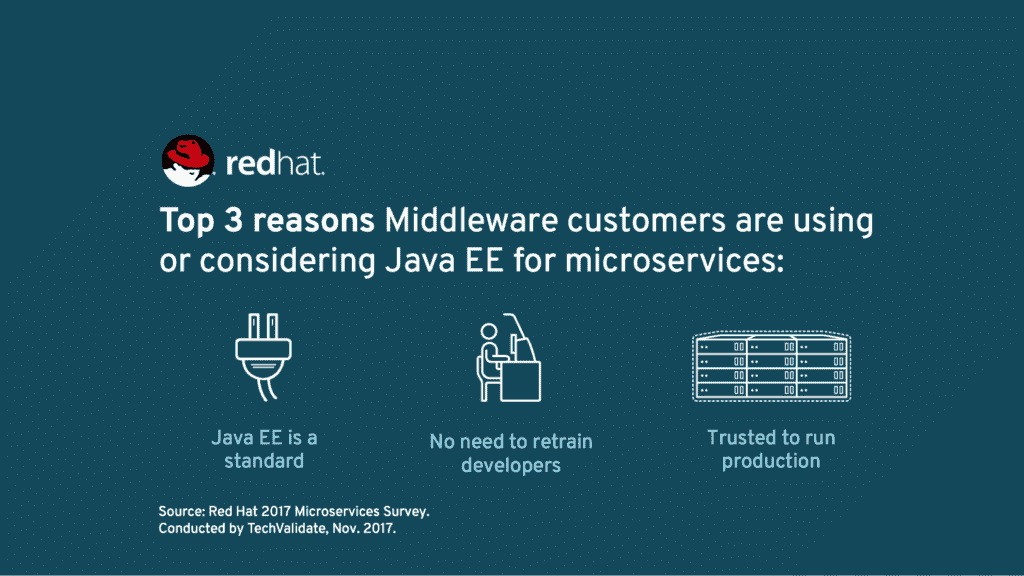 redhat.
Top 3 reasons Middleware customers are using
or considering Java EE for microservices:
Java EE is a
standard
No need to retrain
developers
Trusted to run
production
Source: Red Hat 2017 Microservices Survey.
Conducted by TechValidate, Nov. 2017.